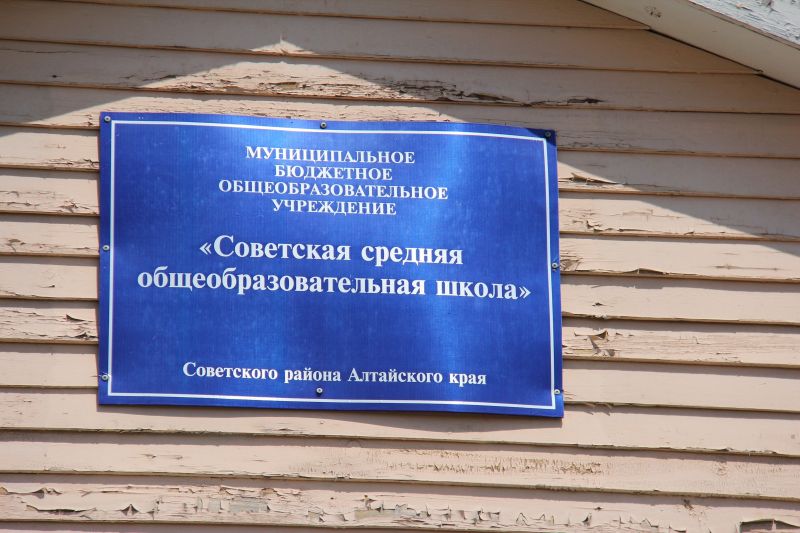 МУНИЦИПАЛЬНОЕ
БЮДЖЕТНОЕ
ОБЩЕОБРАЗОВАТЕЛЬНОЕ
УЧРЕЖДЕНИЕ
«Советская средняя
общеобразовательная школа»
Советского района Алтайского края